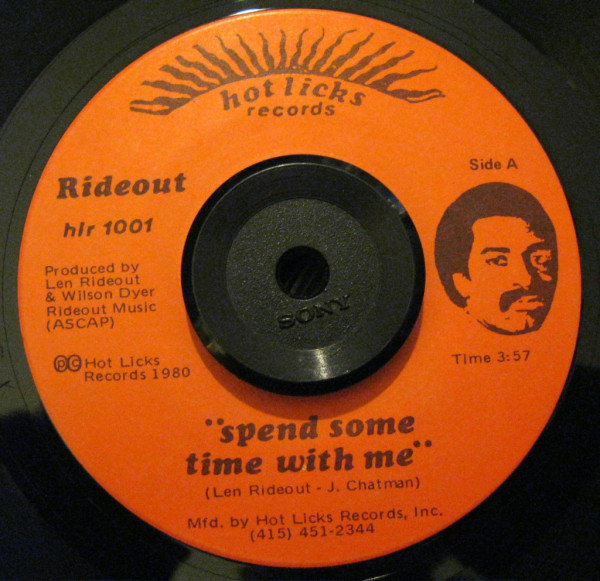 hot licks
records
Rideout
hlr 1001
Side A
Produced by
Len Rideout
& Wilson Dyer
Rideout Music
(ASCAP)
SONY
Time 3:57
ⓟⓒ Hot Licks
Records 1980
"spend some
time with me"
(Len Rideout - J. Chatman)
Mfd. by Hot Licks Records, Inc.
(415) 451-2344